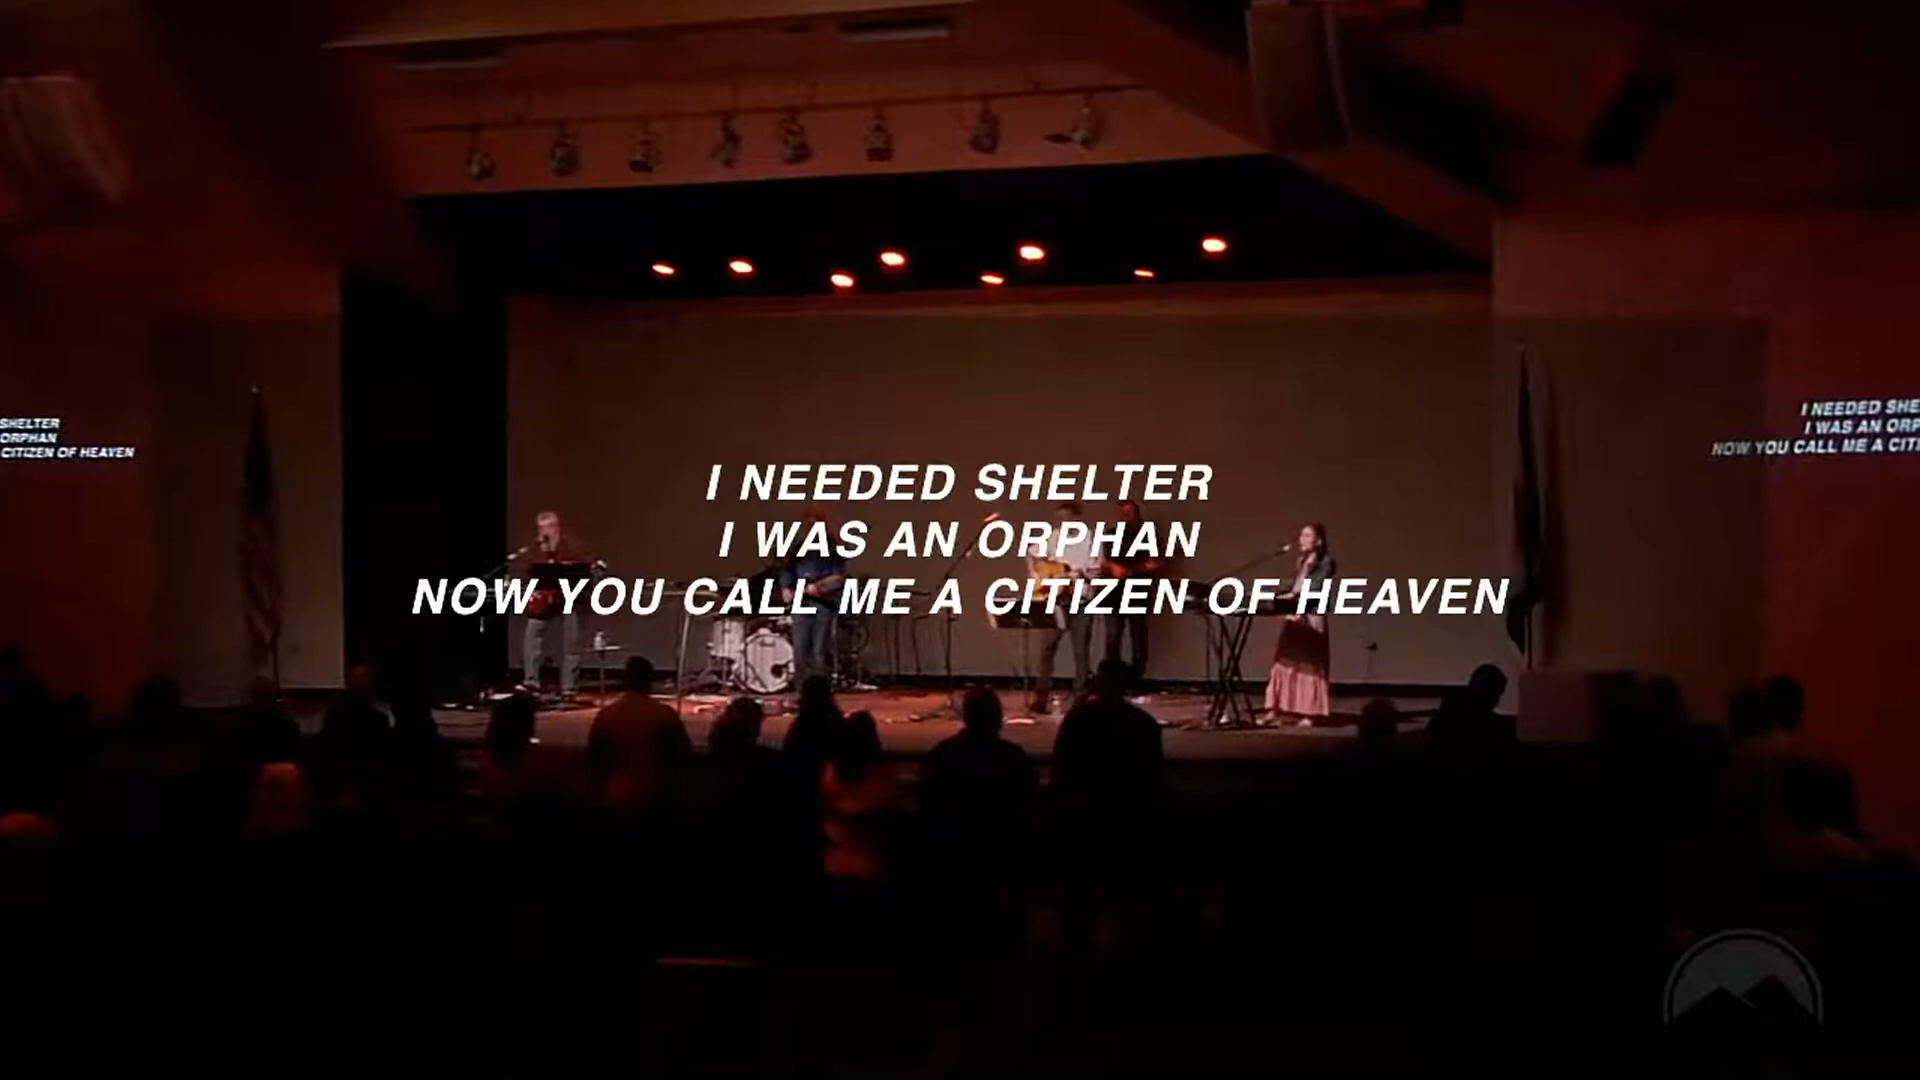 I NEEDED SHELTER
I WAS AN ORPHAN
NOW YOU CALL ME A CITIZEN OF HEAVEN
SHELTER
ORPHAN
CITIZEN OF HEAVEN
I NEEDED SHE
I WAS AN ORP
NOW YOU CALL ME A CITI